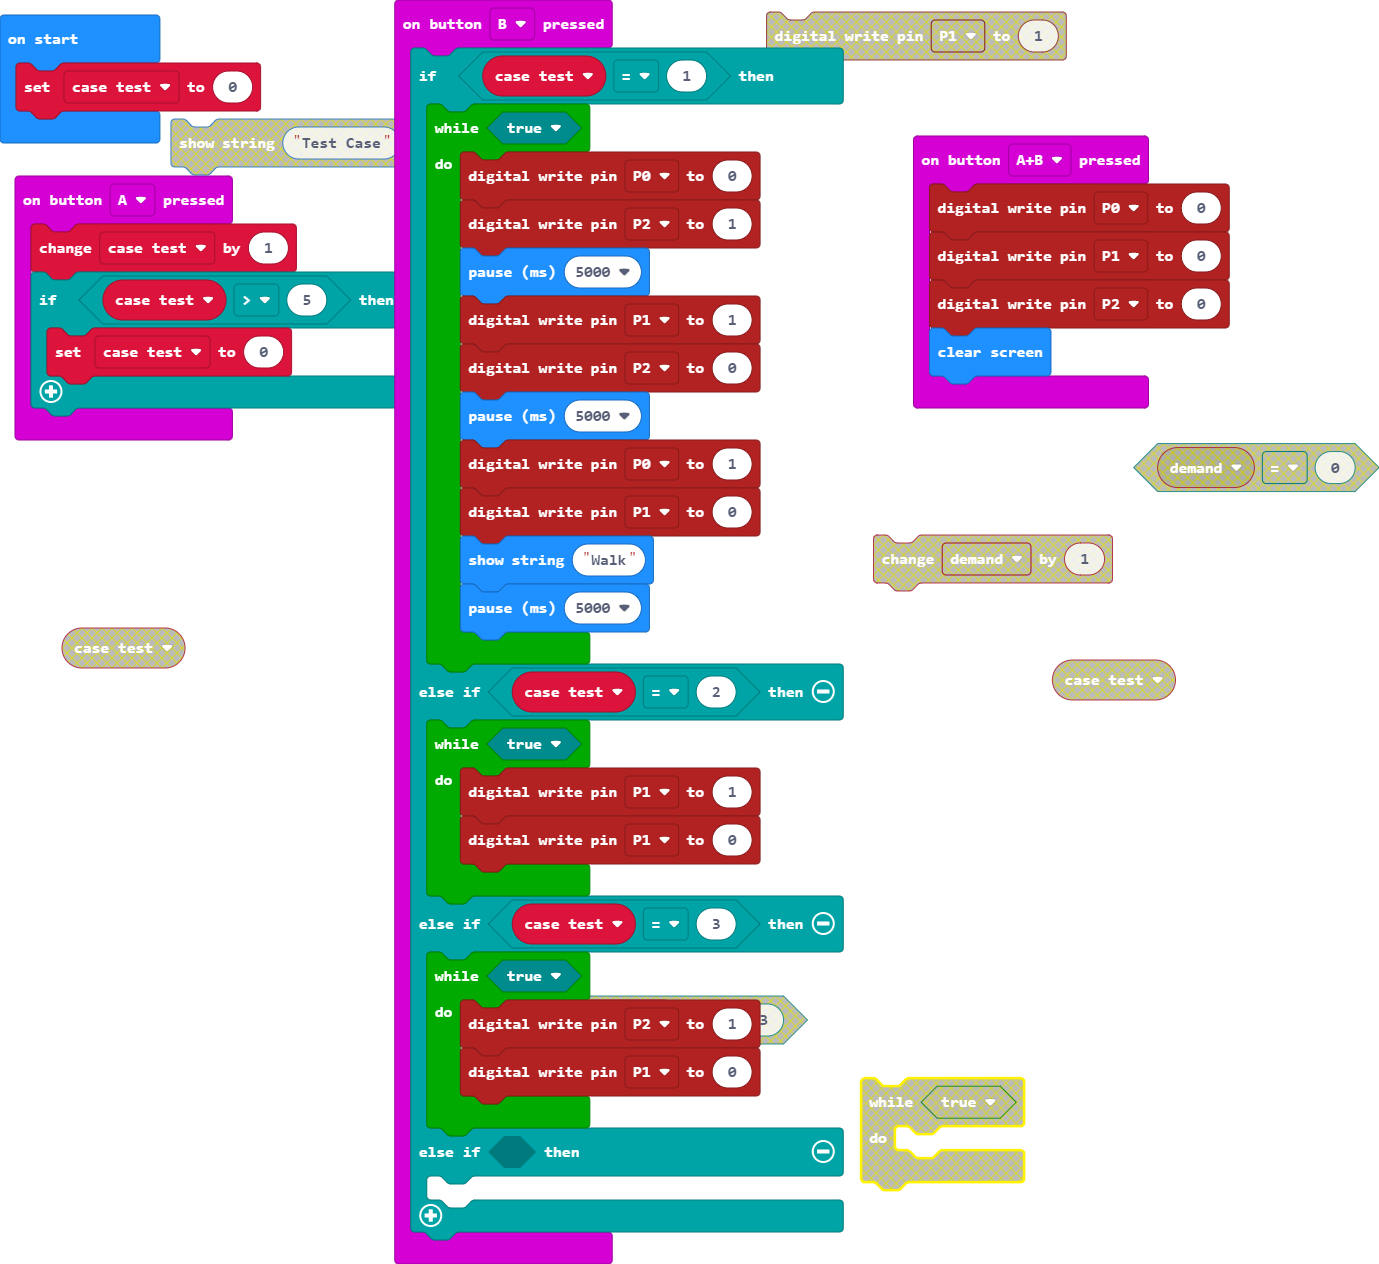 on start
set case test to 0
show string "Test Case"
on button A pressed
change case test by 1
if case test > 5 then
set case test to 0
case test
on button B pressed
if case test = 1 then
while true
do
digital write pin P0 to 0
digital write pin P2 to 1
pause (ms) 5000
digital write pin P1 to 1
digital write pin P2 to 0
pause (ms) 5000
digital write pin P0 to 1
digital write pin P1 to 0
show string "Walk"
pause (ms) 5000
else if case test = 2 then
while true
do
digital write pin P1 to 1
digital write pin P1 to 0
else if case test = 3 then
while true
do
digital write pin P2 to 1
digital write pin P1 to 0
3
else if then
digital write pin P1 to 1
on button A+B pressed
digital write pin P0 to 0
digital write pin P1 to 0
digital write pin P2 to 0
clear screen
demand = 0
change demand by 1
case test
while true
do